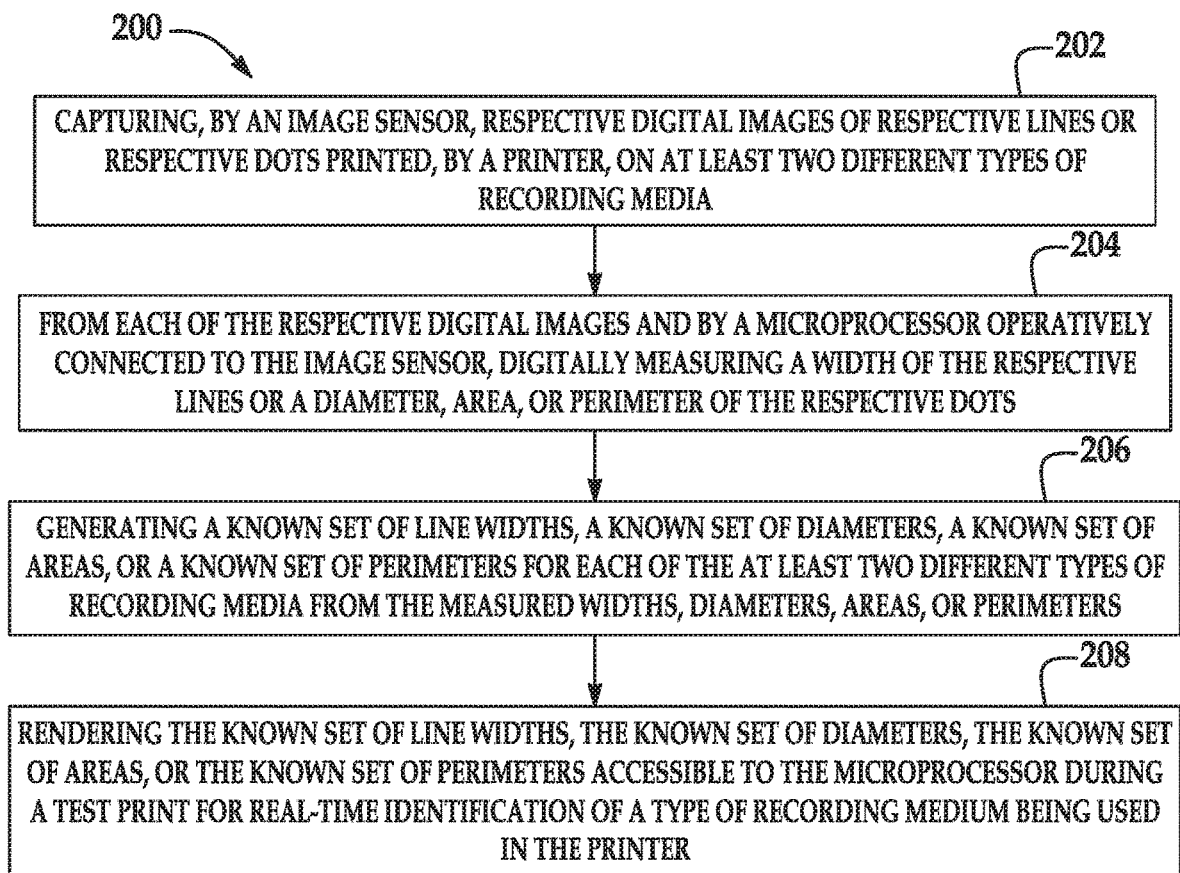 200
202
CAPTURING, BY AN IMAGE SENSOR, RESPECTIVE DIGITAL IMAGES OF RESPECTIVE LINES OR
RESPECTIVE DOTS PRINTED, BY A PRINTER, ON AT LEAST TWO DIFFERENT TYPES OF
RECORDING MEDIA
204
FROM EACH OF THE RESPECTIVE DIGITAL IMAGES AND BY A MICROPROCESSOR OPERATIVELY
CONNECTED TO THE IMAGE SENSOR, DIGITALLY MEASURING A WIDTH OF THE RESPECTIVE
LINES OR A DIAMETER, AREA, OR PERIMETER OF THE RESPECTIVE DOTS
206
GENERATING A KNOWN SET OF LINE WIDTHS, A KNOWN SET OF DIAMETERS, A KNOWN SET OF
AREAS, OR A KNOWN SET OF PERIMETERS FOR EACH OF THE AT LEAST TWO DIFFERENT TYPES OF
RECORDING MEDIA FROM THE MEASURED WIDTHS, DIAMETERS, AREAS, OR PERIMETERS
208
RENDERING THE KNOWN SET OF LINE WIDTHS, THE KNOWN SET OF DIAMETERS, THE KNOWN SET
OF AREAS, OR THE KNOWN SET OF PERIMETERS ACCESSIBLE TO THE MICROPROCESSOR DURING
A TEST PRINT FOR REAL-TIME IDENTIFICATION OF A TYPE OF RECORDING MEDIUM BEING USED
IN THE PRINTER